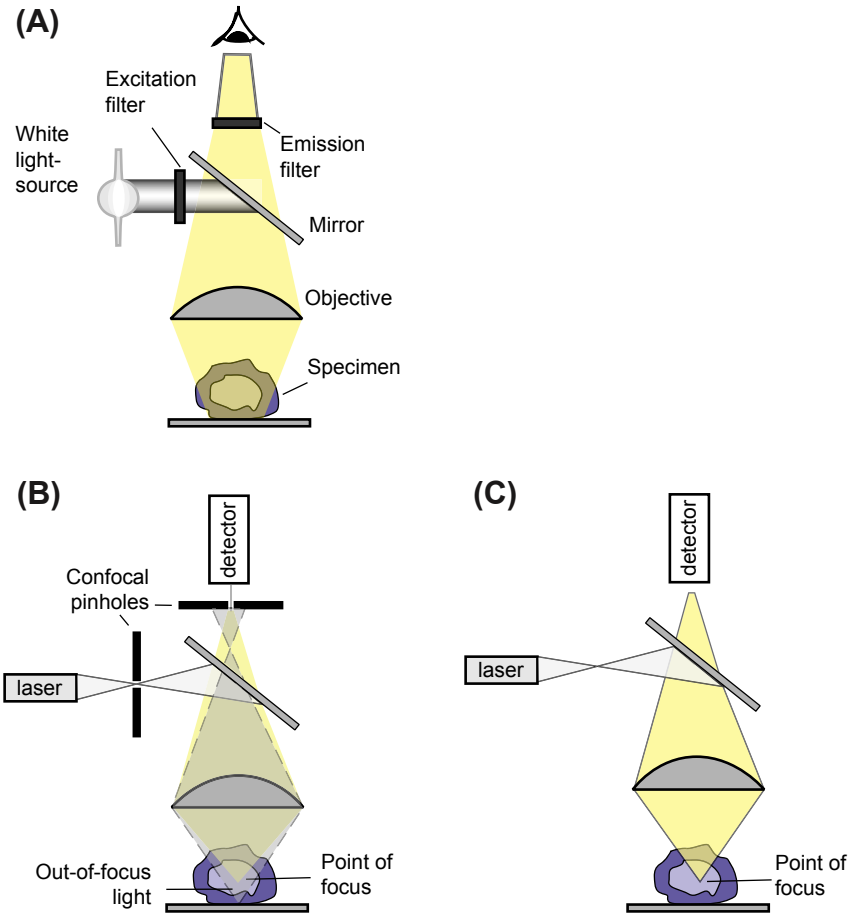 (A)
Excitation
filter
White
light-
source
Emission
filter
Mirror
Objective
Specimen
(B)
detector
Confocal
pinholes
laser
Out-of-focus
light
Point of
focus
(C)
detector
laser
Point of
focus